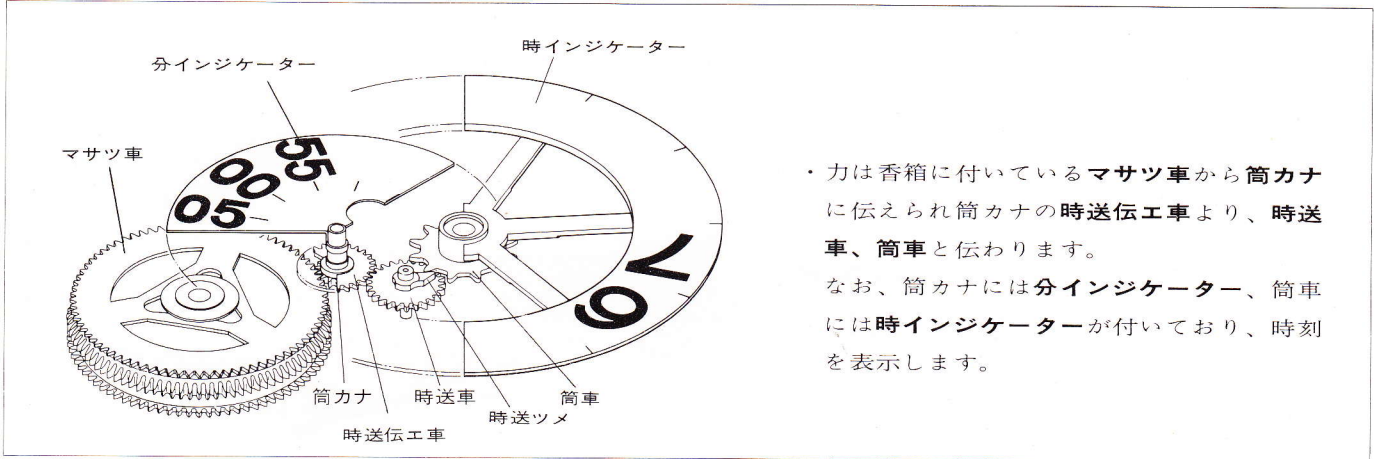 時インジケーター
分インジケーター
マサツ車
55
00
05
7
6
筒カナ
時送車
筒車
時送ツメ
時送伝エ車
・力は香箱に付いているマサツ車から筒カナ
に伝えられ筒カナの時送伝エ車より、時送
車、筒車と伝わります。
なお、筒カナには分インジケーター、筒車
には時インジケーターが付いており、時刻
を表示します。